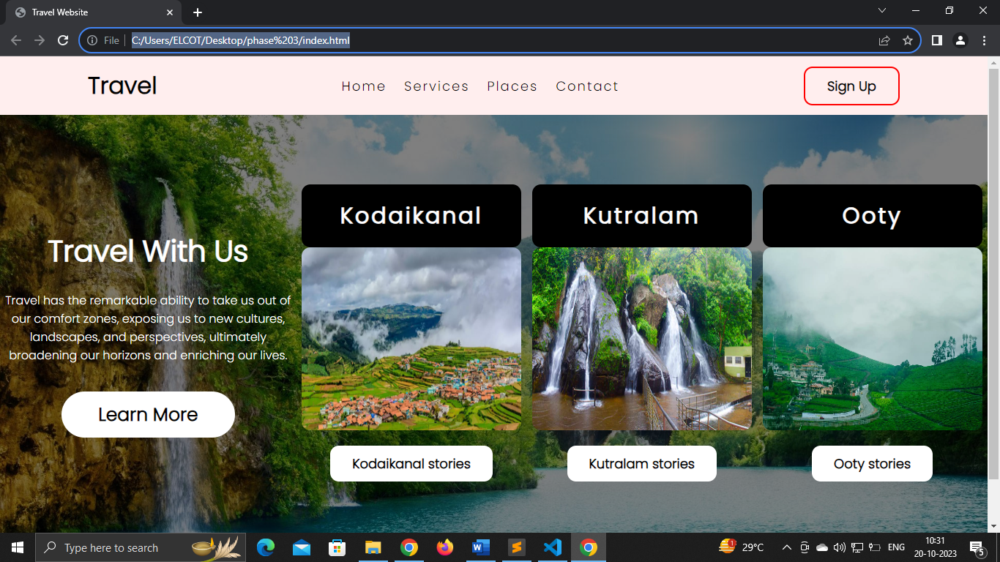 Travel Website
File
C:/Users/ELCOT/Desktop/phase%203/index.html
Travel
Home
Services
Places
Contact
Sign Up
Travel With Us
Travel has the remarkable ability to take us out of
our comfort zones, exposing us to new cultures,
landscapes, and perspectives, ultimately
broadening our horizons and enriching our lives.
Learn More
Kodaikanal
Kutralam
Ooty
Kodaikanal stories
Kutralam stories
Ooty stories
Type here to search
1
29°C
ENG
10:31
20-10-2023
5